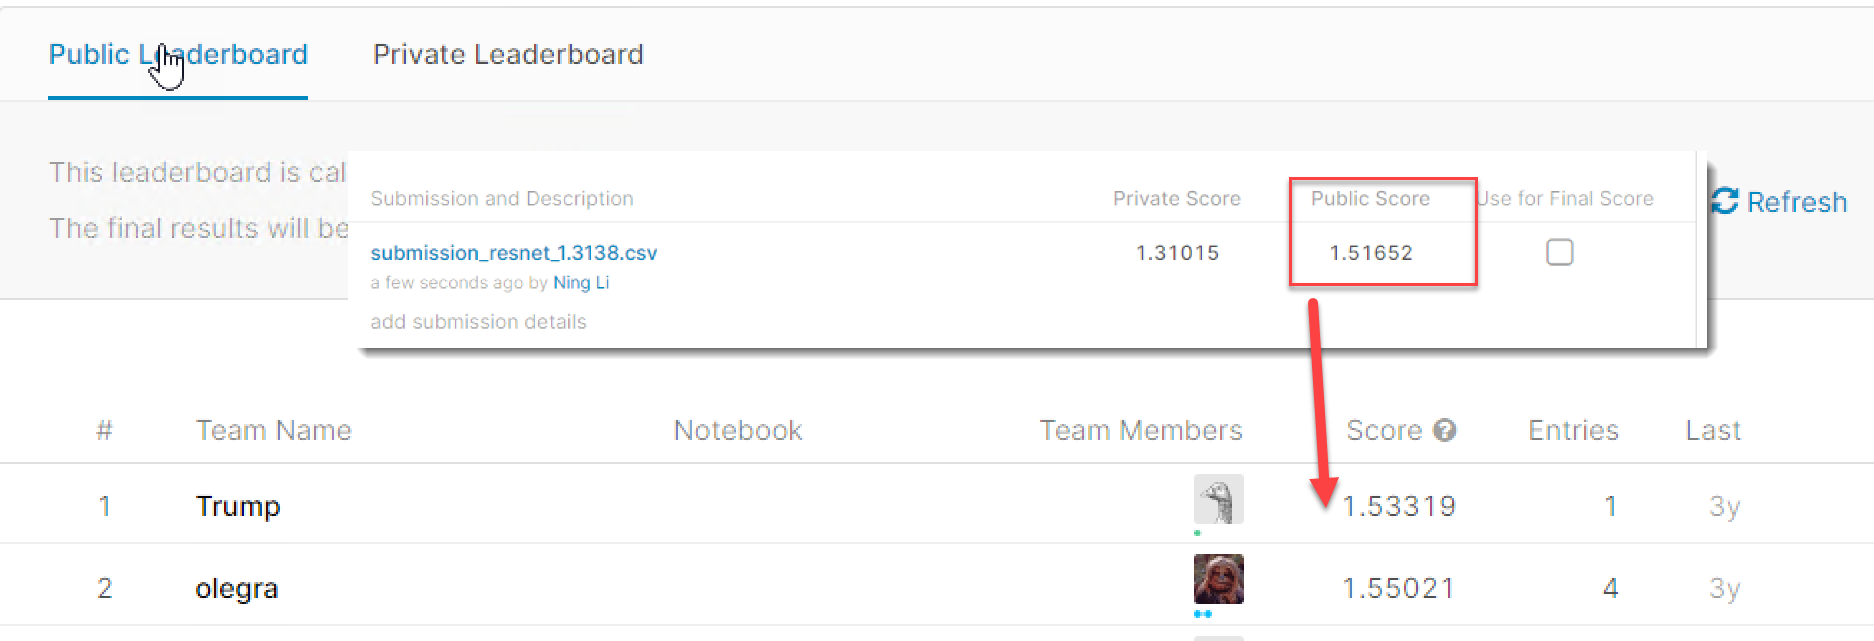 Public Leaderboard Private Leaderboard
This leaderboard is cal
The final results will be
Submission and Description Private Score Public Score Use for Final Score
submission_resnet_1.3138.csv 1.31015 1.51652
a few seconds ago by Ning Li
add submission details
Refresh
# Team Name Notebook Team Members Score ? Entries Last
1 Trump 1.53319 1 3y
2 olegra 1.55021 4 3y